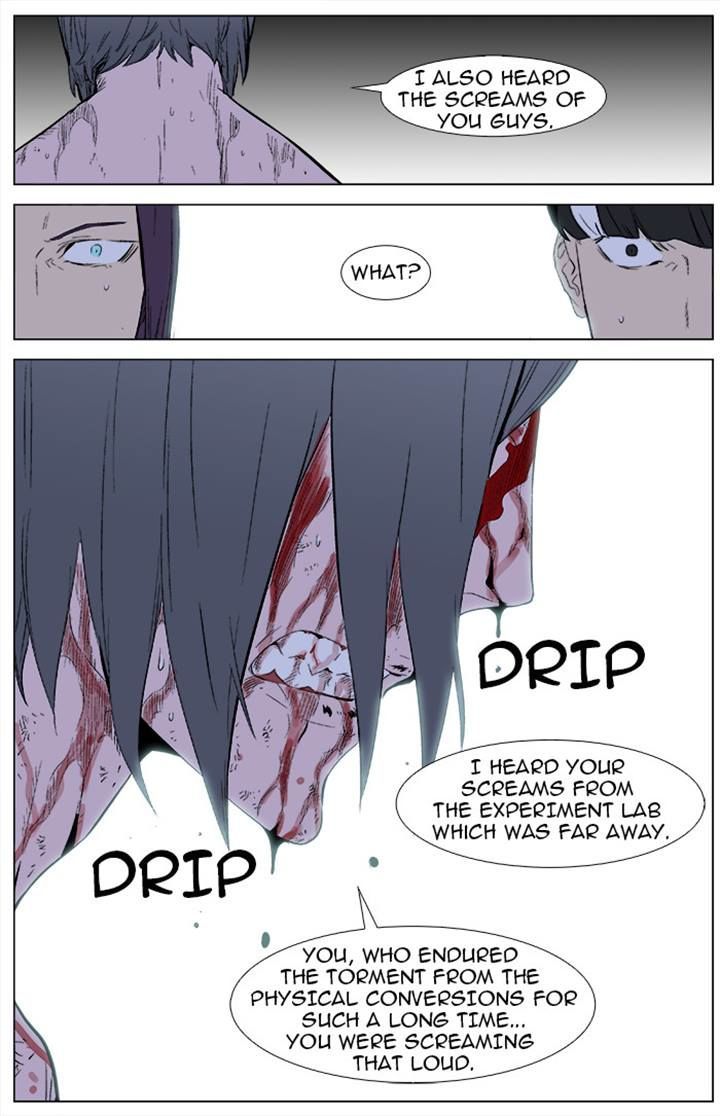 I ALSO HEARD
THE SCREAMS OF
YOU GUYS.
WHAT?
DRIP
I HEARD YOUR
SCREAMS FROM
THE EXPERIMENT LAB
WHICH WAS FAR AWAY.
DRIP
YOU, WHO ENDURED
THE TORMENT FROM THE
PHYSICAL CONVERSIONS FOR
SUCH A LONG TIME...
YOU WERE SCREAMING
THAT LOUD.